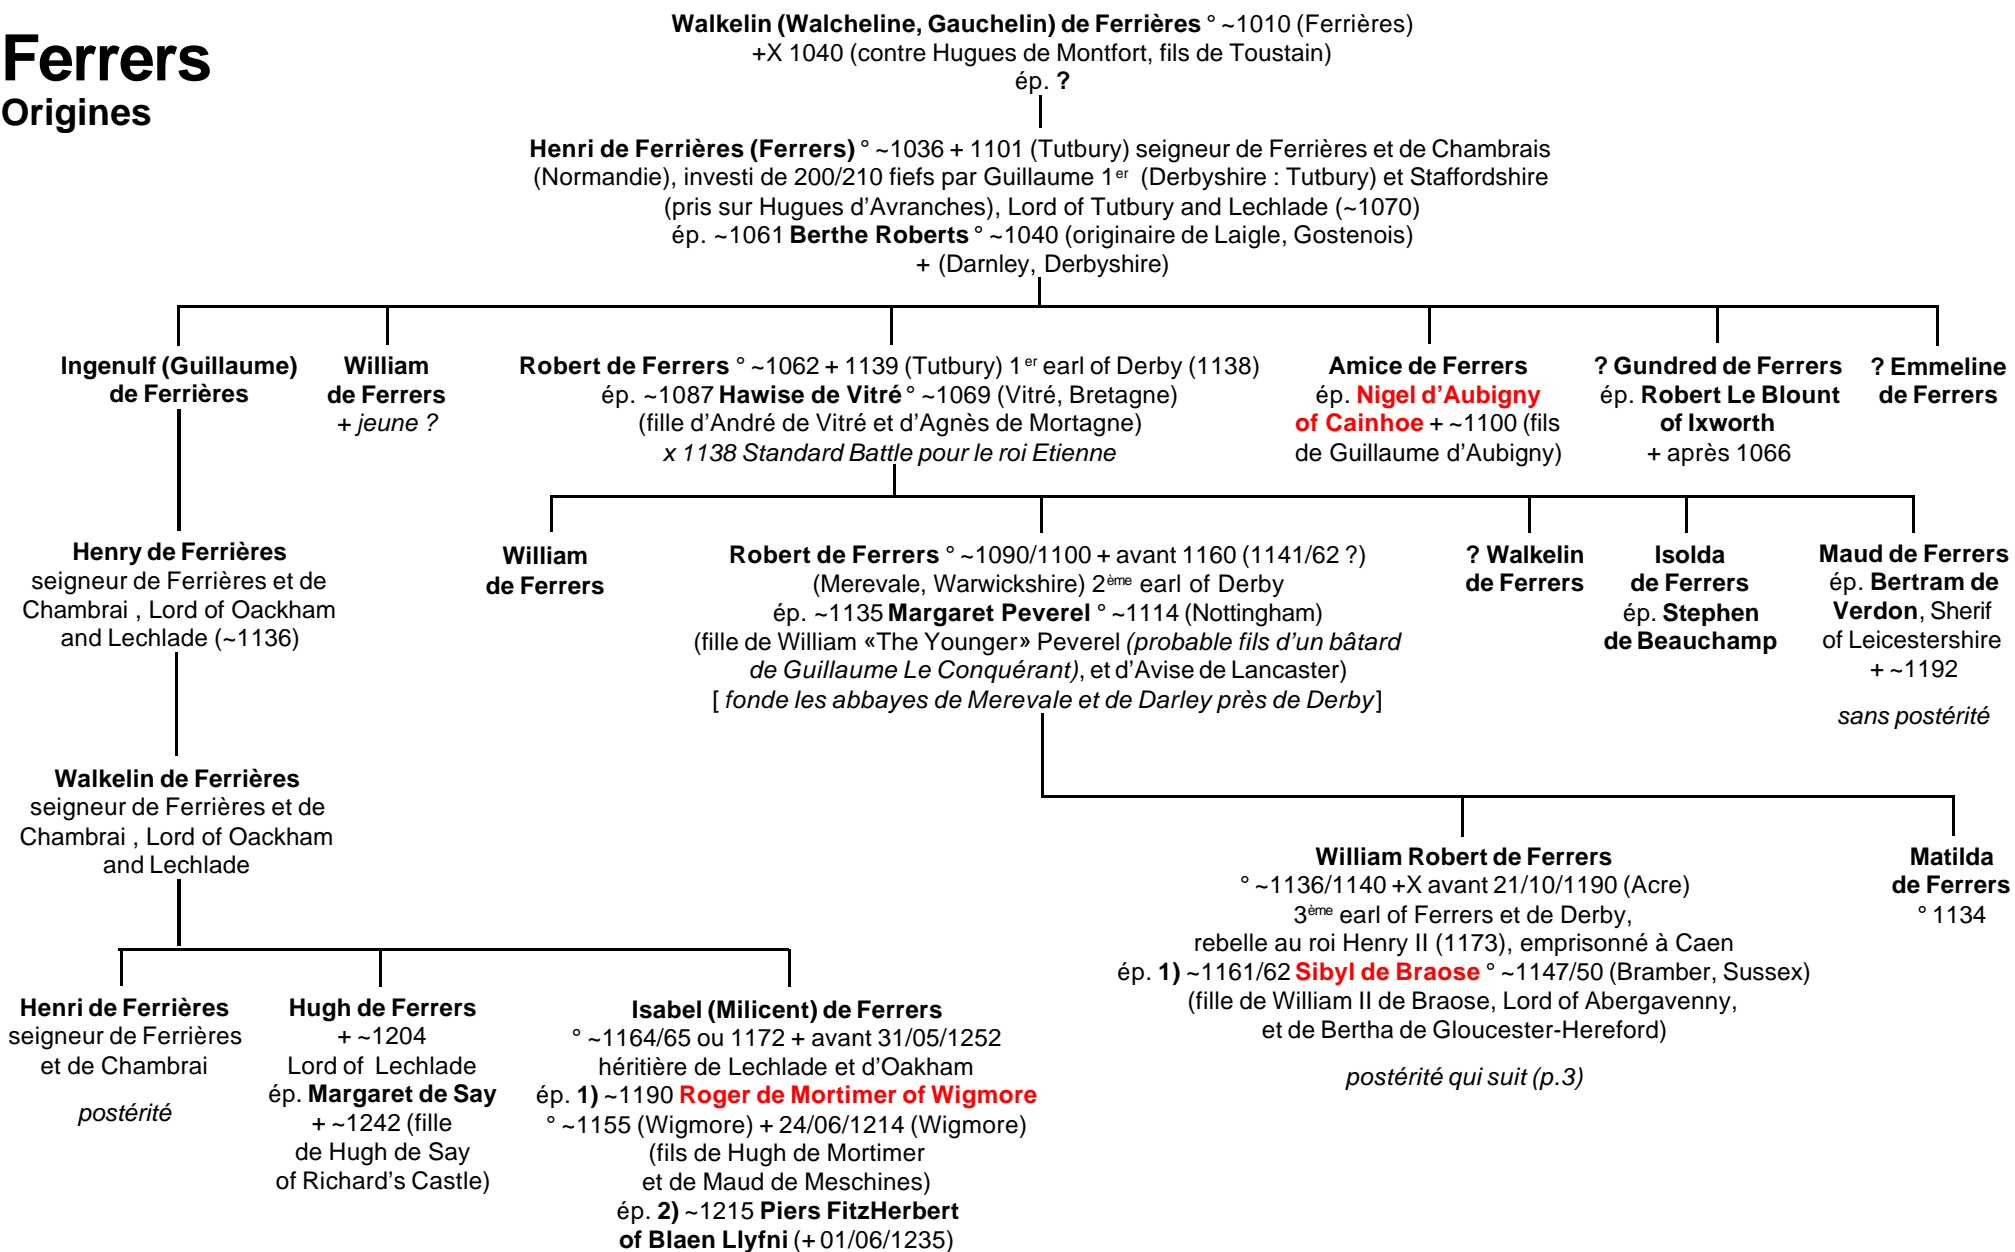 Ferrers
Origines
Walkelin (Walcheline, Gauchelin) de Ferrières ° ~1010 (Ferrières)
+X 1040 (contre Hugues de Montfort, fils de Toustain)
ép. ?
Henri de Ferrières (Ferrers) ° ~1036 + 1101 (Tutbury) seigneur de Ferrières et de Chambrais
(Normandie), investi de 200/210 fiefs par Guillaume 1er (Derbyshire : Tutbury) et Staffordshire
(pris sur Hugues d’Avranches), Lord of Tutbury and Lechlade (~1070)
ép. ~1061 Berthe Roberts ° ~1040 (originaire de Laigle, Gostenois)
+ (Darnley, Derbyshire)
Ingenulf (Guillaume)
de Ferrières
William
de Ferrers
+ jeune ?
Robert de Ferrers ° ~1062 + 1139 (Tutbury) 1er earl of Derby (1138)
ép. ~1087 Hawise de Vitré ° ~1069 (Vitré, Bretagne)
(fille d’André de Vitré et d’Agnès de Mortagne)
x 1138 Standard Battle pour le roi Etienne
Amice de Ferrers
ép. Nigel d’Aubigny
of Cainhoe + ~1100 (fils
de Guillaume d’Aubigny)
? Gundred de Ferrers
ép. Robert Le Blount
of Ixworth
+ après 1066
? Emmeline
de Ferrers
Henry de Ferrières
seigneur de Ferrières et de
Chambrai , Lord of Oackham
and Lechlade (~1136)
William
de Ferrers
Robert de Ferrers ° ~1090/1100 + avant 1160 (1141/62 ?)
(Merevale, Warwickshire) 2ème earl of Derby
ép. ~1135 Margaret Peverel ° ~1114 (Nottingham)
(fille de William «The Younger» Peverel (probable fils d’un bâtard
de Guillaume Le Conquérant), et d’Avise de Lancaster)
[ fonde les abbayes de Merevale et de Darley près de Derby]
? Walkelin
de Ferrers
Isolda
de Ferrers
ép. Stephen
de Beauchamp
Maud de Ferrers
ép. Bertram de
Verdon, Sherif
of Leicestershire
+ ~1192
sans postérité
Walkelin de Ferrières
seigneur de Ferrières et de
Chambrai , Lord of Oackham
and Lechlade
William Robert de Ferrers
° ~1136/1140 +X avant 21/10/1190 (Acre)
3ème earl of Ferrers et de Derby,
rebelle au roi Henry II (1173), emprisonné à Caen
ép. 1) ~1161/62 Sibyl de Braose ° ~1147/50 (Bramber, Sussex)
(fille de William II de Braose, Lord of Abergavenny,
et de Bertha de Gloucester-Hereford)
postérité qui suit (p.3)
Matilda
de Ferrers
° 1134
Henri de Ferrières
seigneur de Ferrières
et de Chambrai
postérité
Hugh de Ferrers
+ ~1204
Lord of Lechlade
ép. Margaret de Say
+ ~1242 (fille
de Hugh de Say
of Richard’s Castle)
Isabel (Milicent) de Ferrers
° ~1164/65 ou 1172 + avant 31/05/1252
héritière de Lechlade et d’Oakham
ép. 1) ~1190 Roger de Mortimer of Wigmore
° ~1155 (Wigmore) + 24/06/1214 (Wigmore)
(fils de Hugh de Mortimer
et de Maud de Meschines)
ép. 2) ~1215 Piers FitzHerbert
of Blaen Llyfni (+ 01/06/1235)